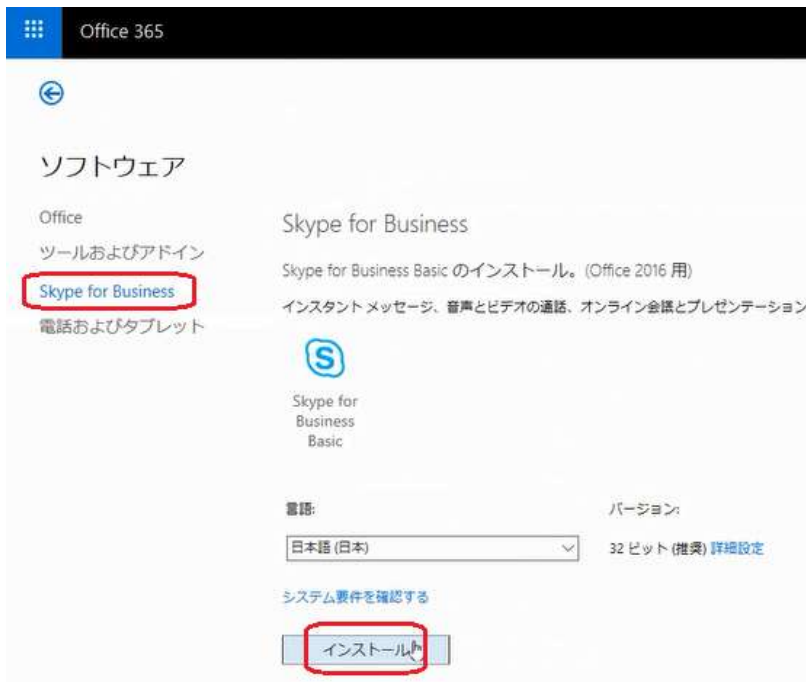 Office 365
ソフトウェア
Office
ツールおよびアドイン
Skype for Business
電話およびタブレット
Skype for Business
Skype for Business Basic のインストール。(Office 2016 用)
インスタント メッセージ、音声とビデオの通話、オンライン会議とプレゼンテーション
Skype for
Business
Basic
言語:
バージョン:
日本語 (日本)
32 ビット (推奨) 詳細設定
システム要件を確認する
インストール